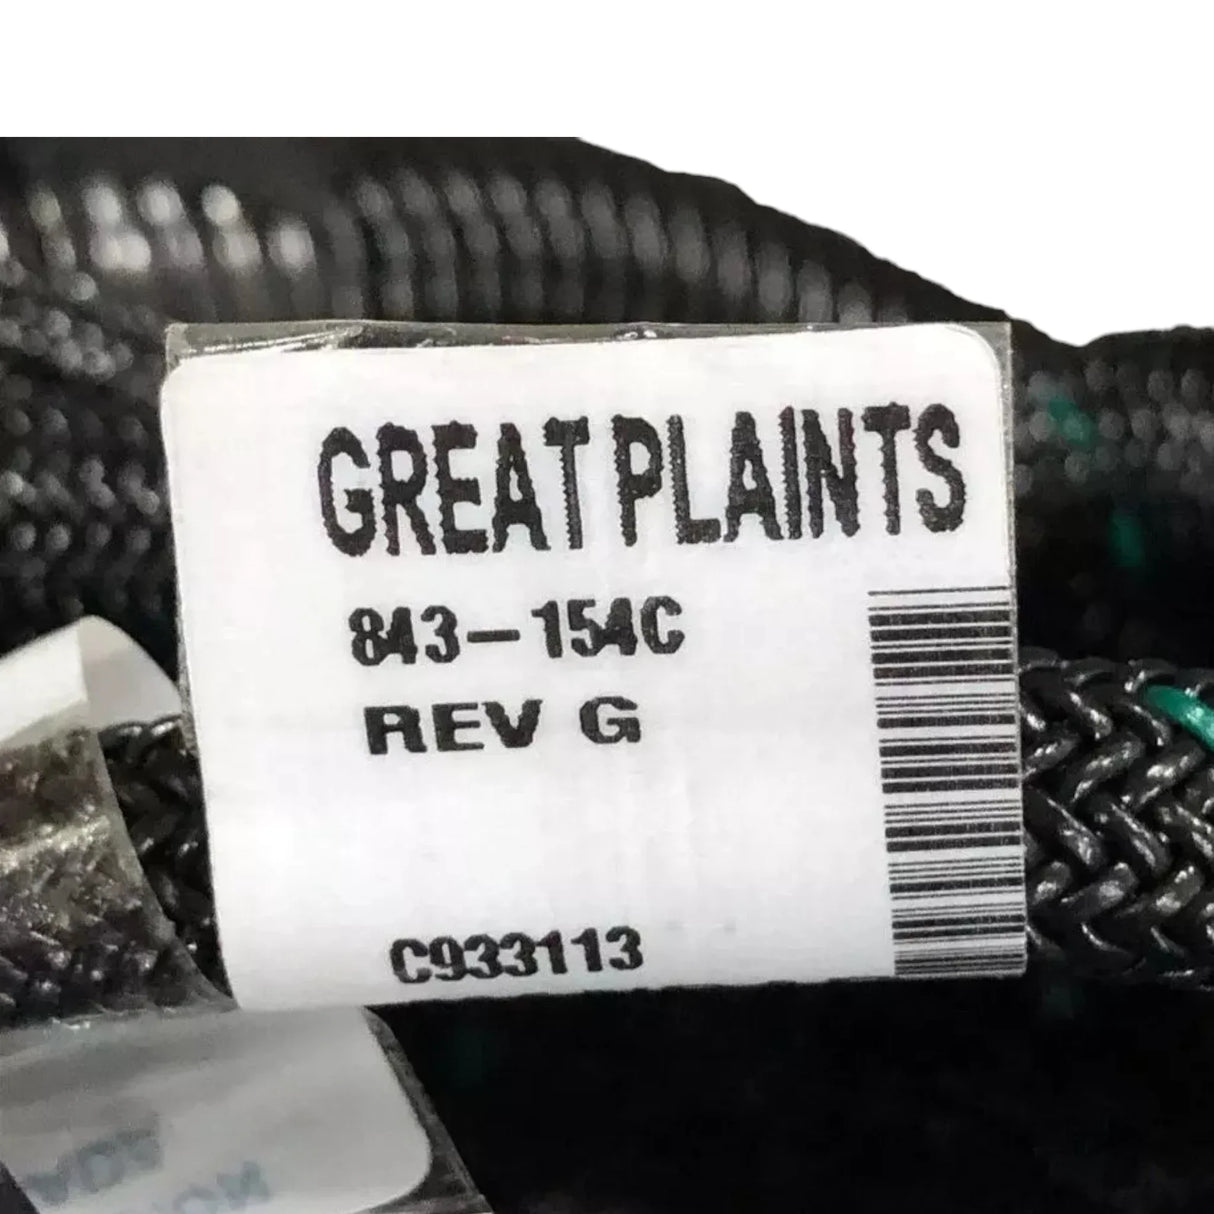 GREAT PLAINTS
843-154C
REV G
C933113